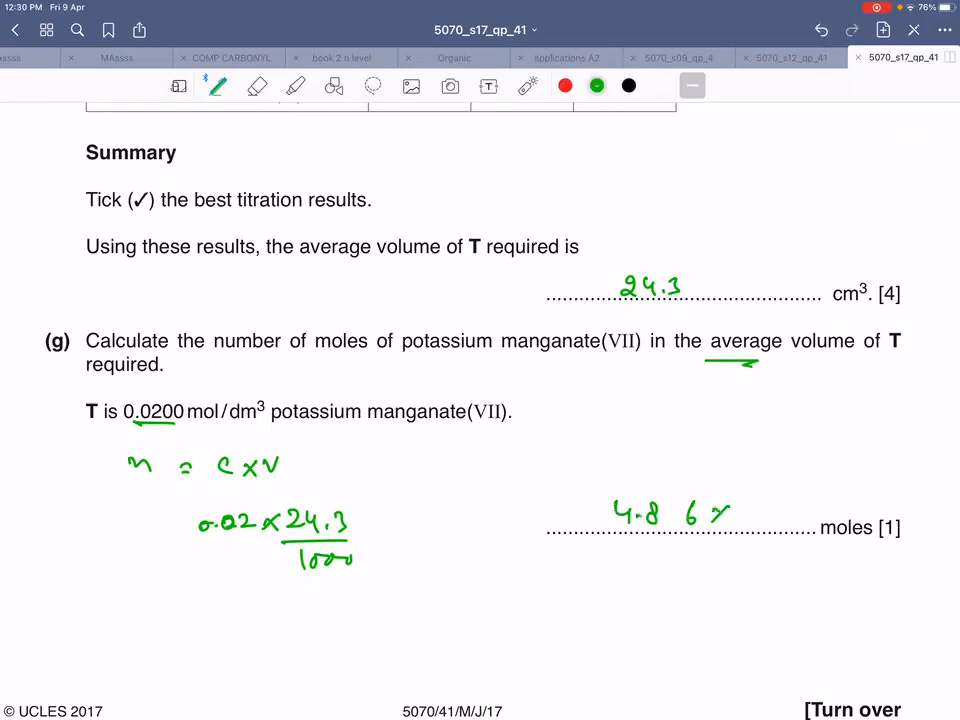 12:30 PM Fri 9 Apr
76%
5070_s17_qp_41
Assss
MAssss
COMP CARBONYL
book 2 o level
Organic
applications A2
5070_s09_qp_4
5070_s12_qp_41
5070_s17_qp_41
T
Summary
Tick (✓) the best titration results.
Using these results, the average volume of T required is
24.3
.................................................. cm³. [4]
(g) Calculate the number of moles of potassium manganate(VII) in the average volume of T
required.
T is 0.0200 mol/dm³ potassium manganate(VII).
n = c × v
0.02 × 24.3
1000
4.8 6 ×
.................................................. moles [1]
© UCLES 2017
5070/41/M/J/17
[Turn over